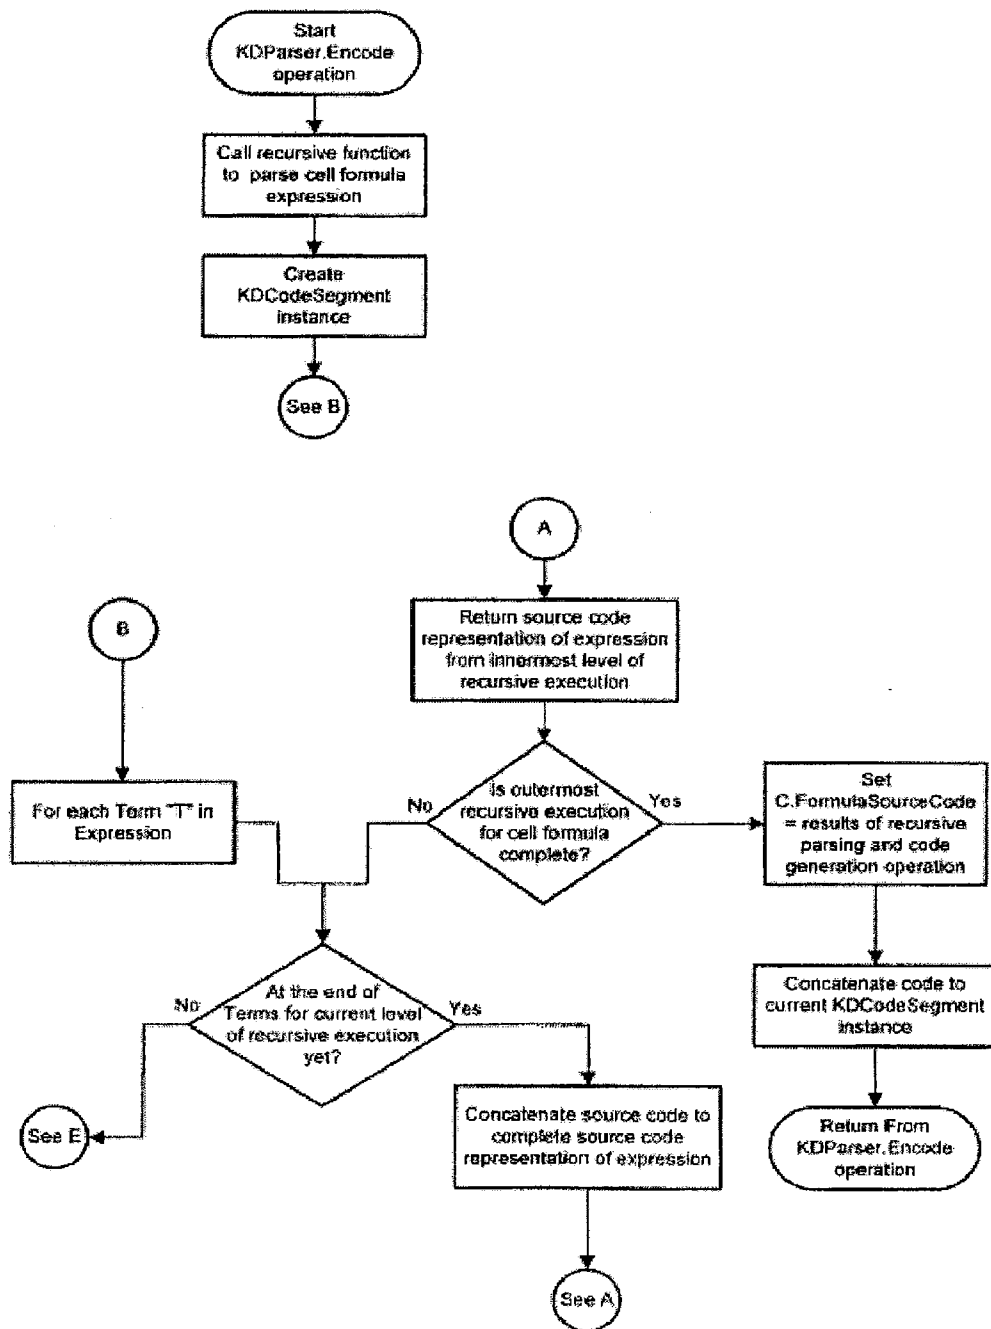 Start
KDParser.Encode
operation
Call recursive function
to parse cell formula
expression
Create
KDCodeSegment
instance
See B
A
Return source code
representation of expression
from innermost level of
recursive execution
B
For each Term "T" in
Expression
No
Is outermost
recursive execution
for cell formula
complete?
Yes
Set
C.FormulaSourceCode
= results of recursive
parsing and code
generation operation
No
At the end of
Terms for current level
of recursive execution
yet?
Yes
Concatenate code to
current KDCodeSegment
instance
See E
Concatenate source code to
complete source code
representation of expression
Return From
KDParser.Encode
operation
See A